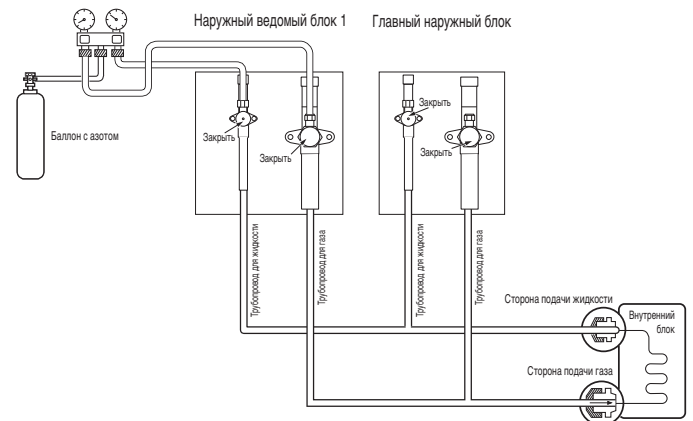 Наружный ведомый блок 1
Главный наружный блок
Баллон с азотом
Закрыть
Закрыть
Закрыть
Закрыть
Трубопровод для жидкости
Трубопровод для газа
Трубопровод для жидкости
Трубопровод для газа
Сторона подачи жидкости
Внутренний
блок
Сторона подачи газа